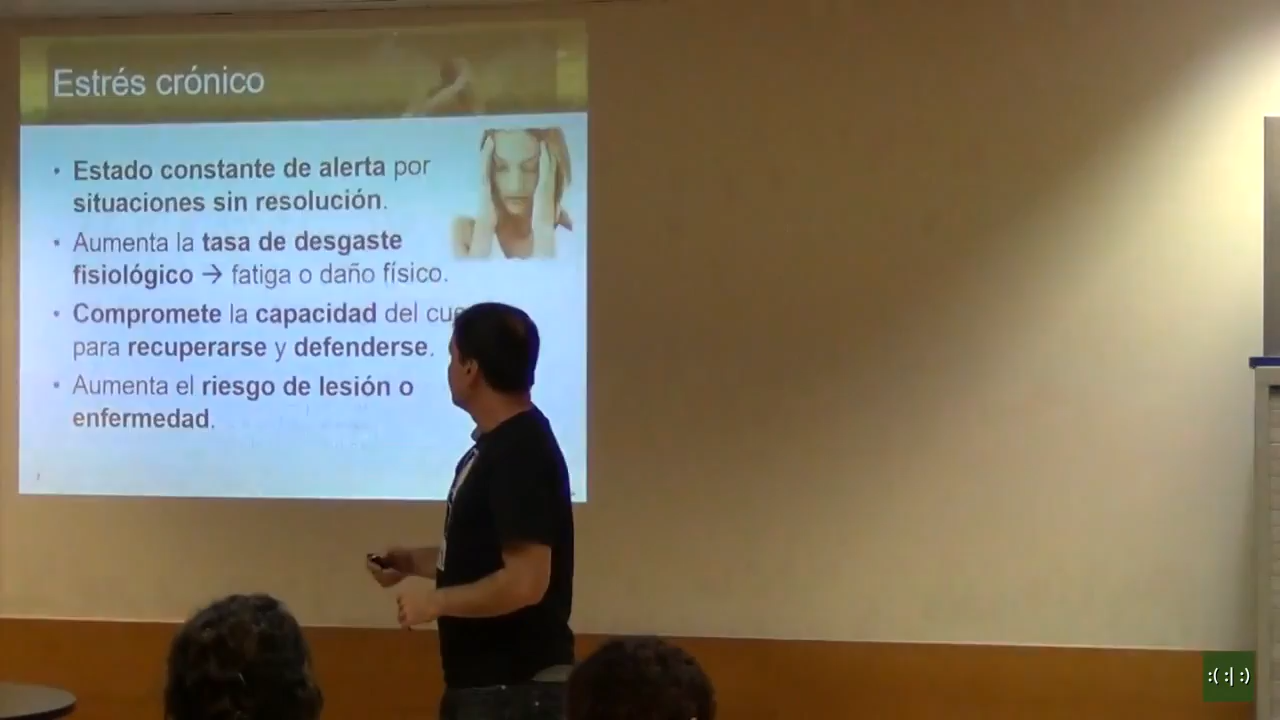 Estrés crónico
• Estado constante de alerta por
situaciones sin resolución.
• Aumenta la tasa de desgaste
fisiológico → fatiga o daño físico.
• Compromete la capacidad del
para recuperarse y defenderse.
• Aumenta el riesgo de lesión o
enfermedad.
:( :| :)